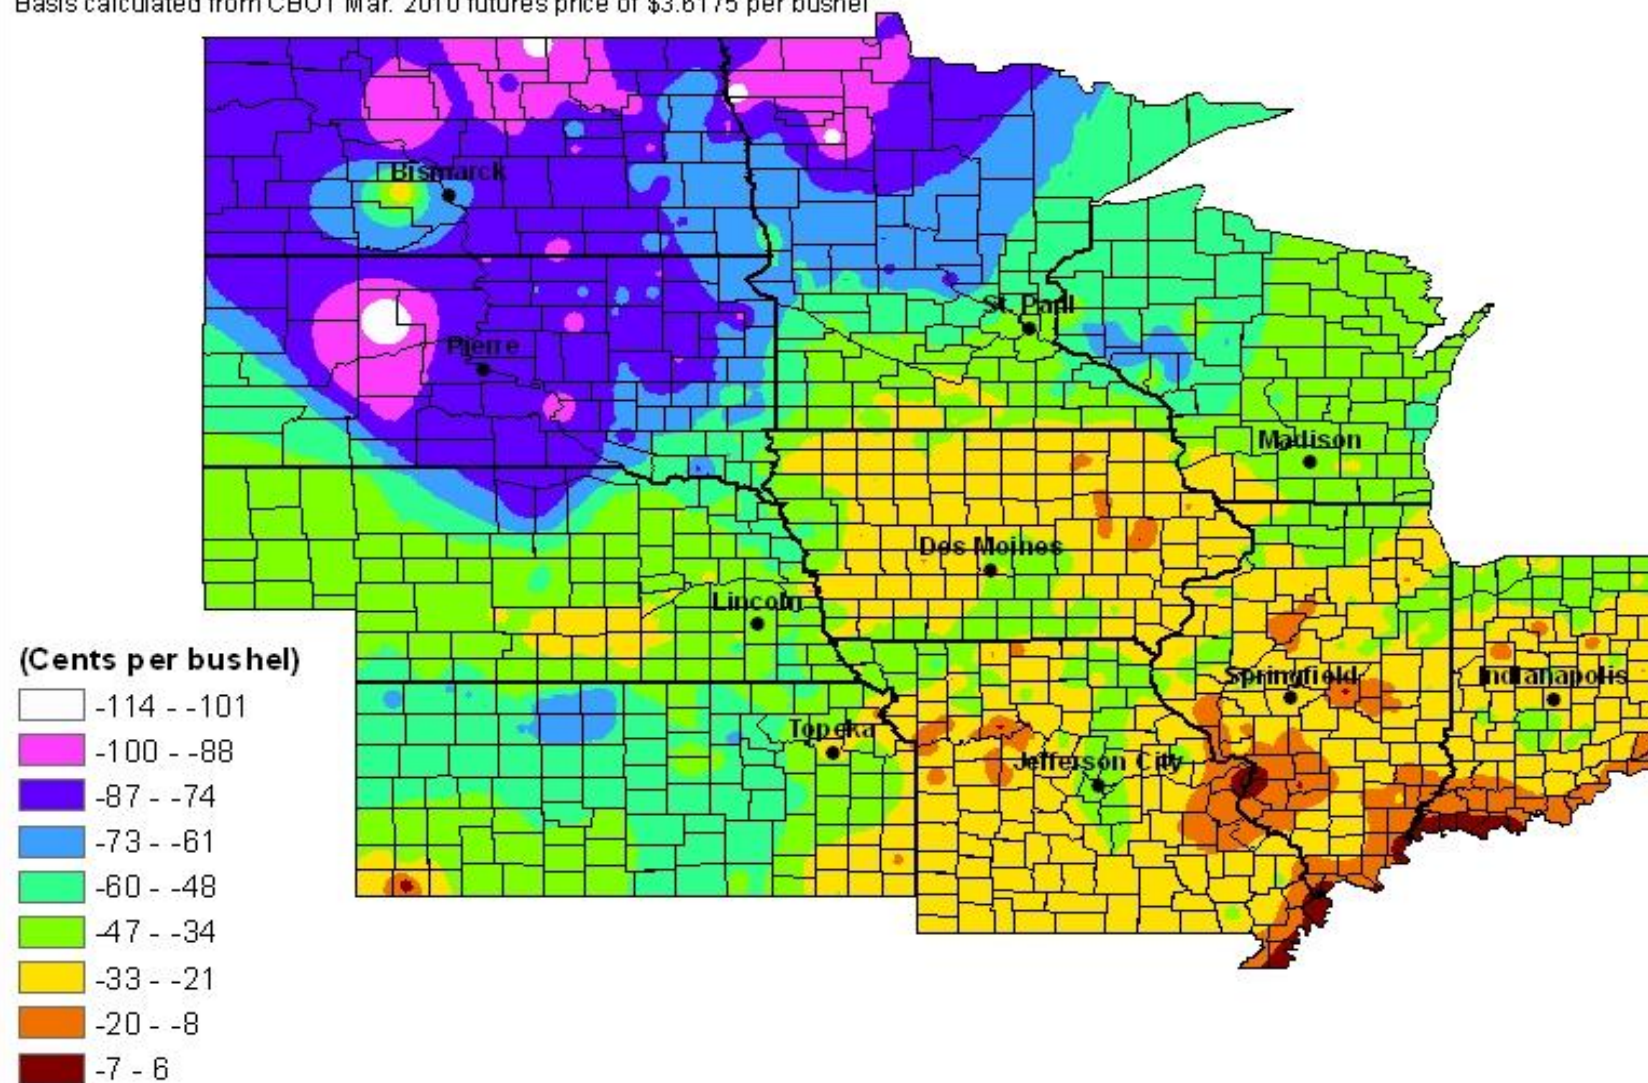 Basis calculated from CBOT Mar. 2010 futures price of $3.6175 per bushel
Bismarck
Pierre
St. Paul
Madison
Des Moines
Lincoln
Springfield
Indianapolis
Topeka
Jefferson City
(Cents per bushel)
-114 - -101
-100 - -88
-87 - -74
-73 - -61
-60 - -48
-47 - -34
-33 - -21
-20 - -8
-7 - 6